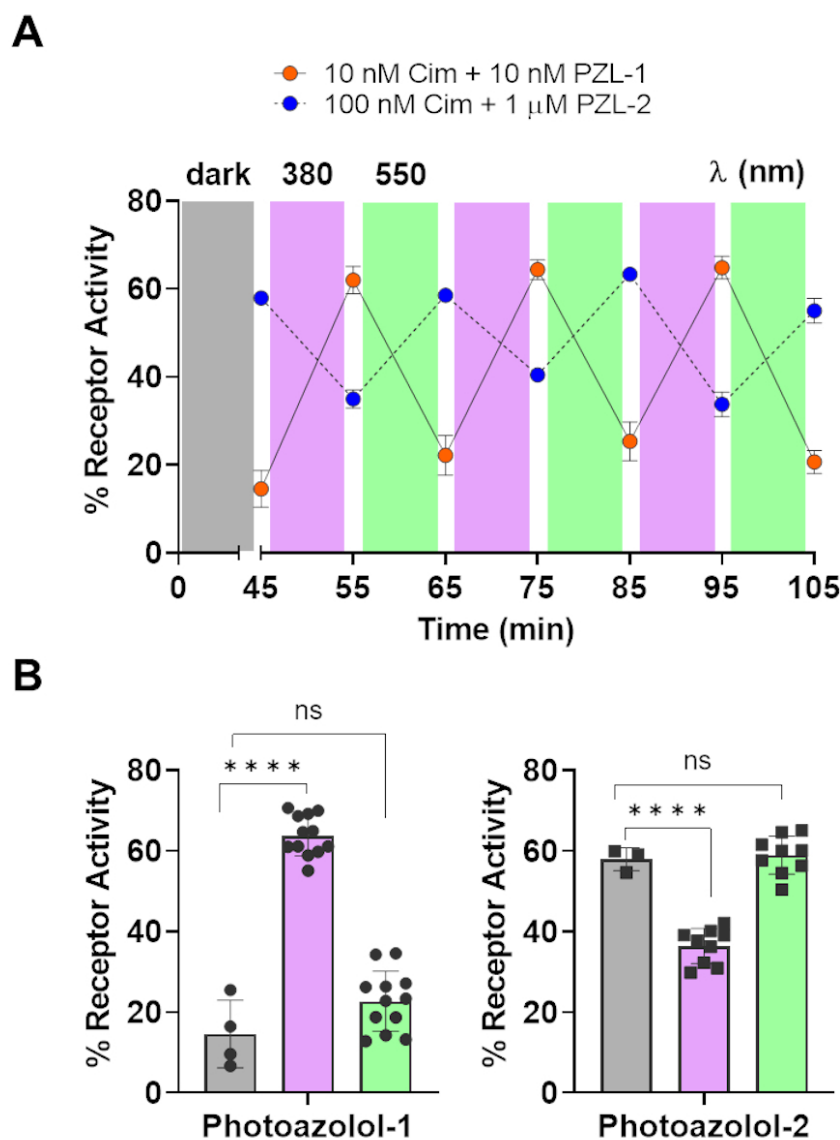 A
10 nM Cim + 10 nM PZL-1
100 nM Cim + 1 μM PZL-2
dark 380 550 λ (nm)
% Receptor Activity
80
60
40
20
0
0 45 55 65 75 85 95 105
Time (min)
B
ns
****
% Receptor Activity
80
60
40
20
0
Photoazolol-1
ns
****
% Receptor Activity
80
60
40
20
0
Photoazolol-2